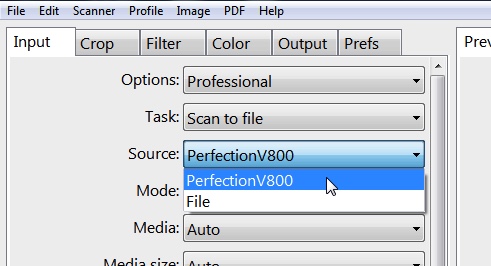 File Edit Scanner Profile Image PDF Help
Input Crop Filter Color Output Prefs
Options: Professional
Task: Scan to file
Source: PerfectionV800
PerfectionV800
File
Mode:
Media: Auto
Media size: Auto